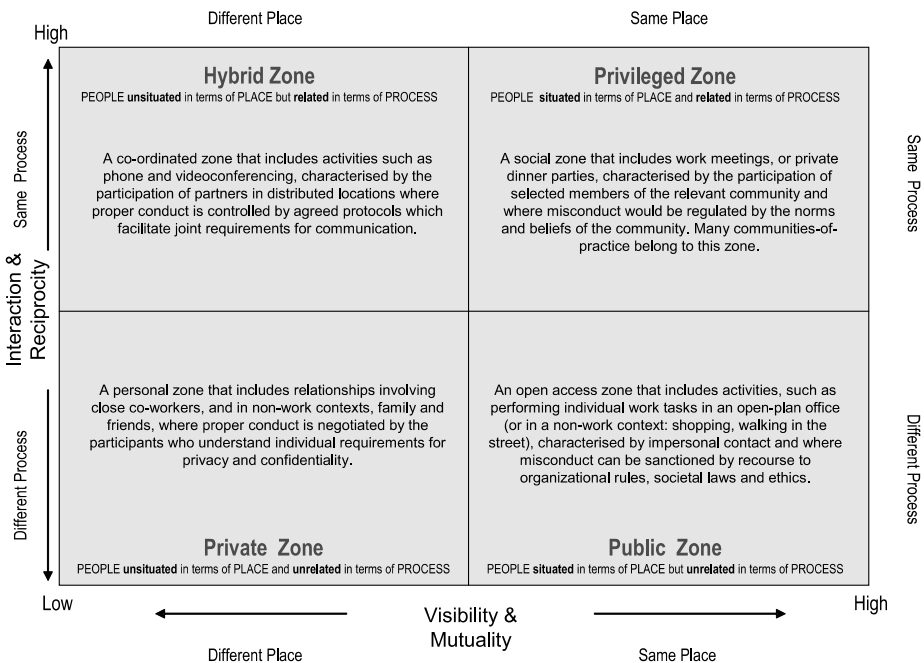 Different Place
Same Place
High
Hybrid Zone
PEOPLE unsituated in terms of PLACE but related in terms of PROCESS
A co-ordinated zone that includes activities such as
phone and videoconferencing, characterised by the
participation of partners in distributed locations where
proper conduct is controlled by agreed protocols which
facilitate joint requirements for communication.
Privileged Zone
PEOPLE situated in terms of PLACE and related in terms of PROCESS
A social zone that includes work meetings, or private
dinner parties, characterised by the participation of
selected members of the relevant community and
where misconduct would be regulated by the norms
and beliefs of the community. Many communities-of-
practice belong to this zone.
Same Process
Same Process
Interaction &
Reciprocity
Different Process
Different Process
A personal zone that includes relationships involving
close co-workers, and in non-work contexts, family and
friends, where proper conduct is negotiated by the
participants who understand individual requirements for
privacy and confidentiality.
Private Zone
PEOPLE unsituated in terms of PLACE and unrelated in terms of PROCESS
An open access zone that includes activities, such as
performing individual work tasks in an open-plan office
(or in a non-work context: shopping, walking in the
street), characterised by impersonal contact and where
misconduct can be sanctioned by recourse to
organizational rules, societal laws and ethics.
Public Zone
PEOPLE situated in terms of PLACE but unrelated in terms of PROCESS
Low
High
Visibility &
Mutuality
Different Place
Same Place